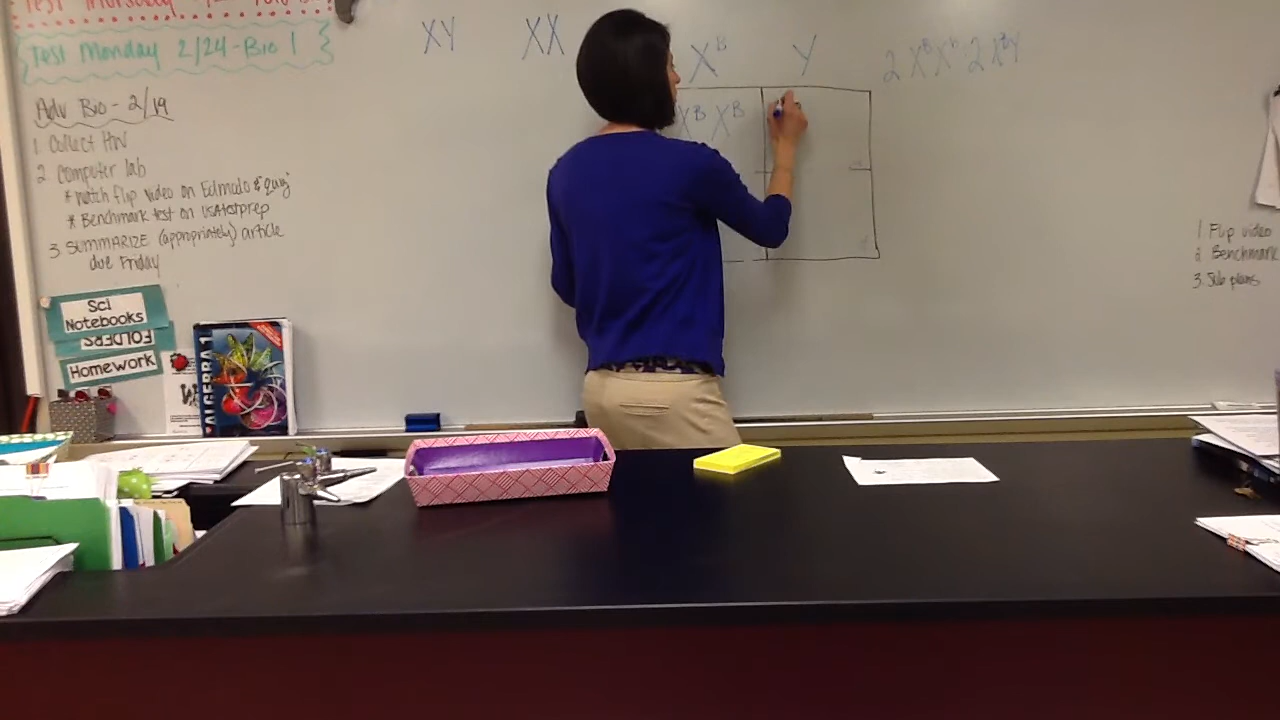 Test Thursday
Test Monday 2/24-Bio 1
Adv Bio - 2/19
1 Collect HW
2 Computer lab
* Watch flip video on Edmodo & "quiz"
* Benchmark test on USAtestprep
3 SUMMARIZE (appropriately) article
due Friday
Sci
Notebooks
FOLDERS
Homework
ALGEBRA 1
XY
XX
X^B
Y
X^B X^B
1 Flip video
2 Benchmark
3. Sub plans